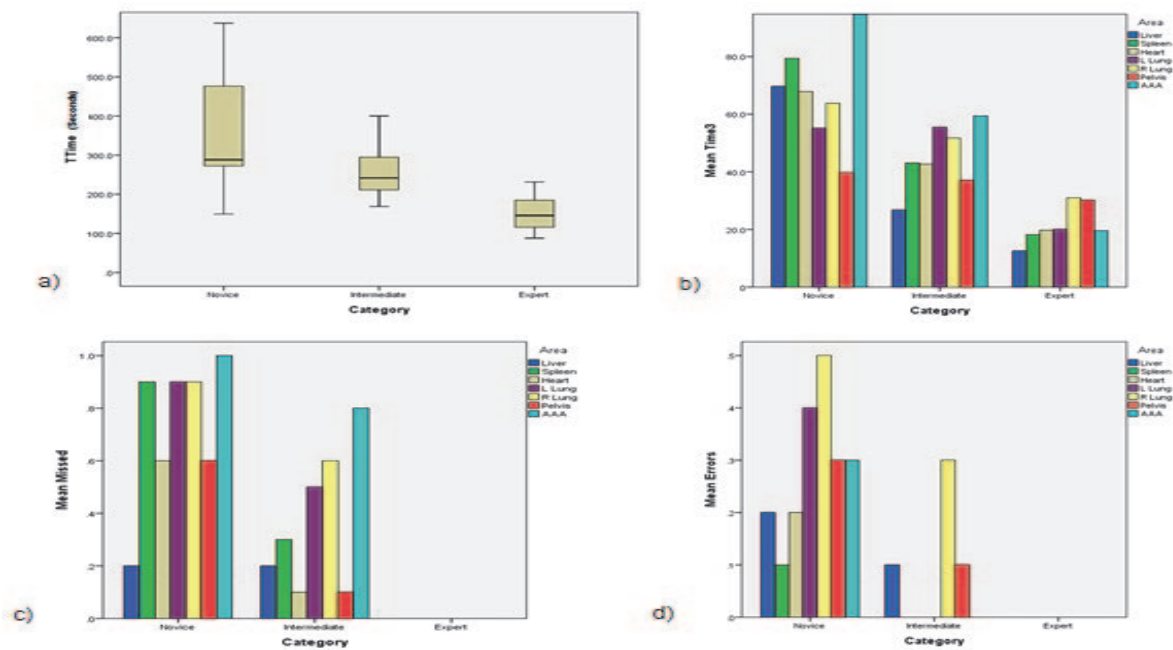 600.0
500.0
400.0
300.0
200.0
100.0
.0
TTime (Seconds)
Novice
Intermediate
Expert
Category
a)
80.0
60.0
40.0
20.0
.0
Mean Time3
Novice
Intermediate
Expert
Category
Area
Liver
Spleen
Heart
L Lung
R Lung
Pelvis
AAA
b)
1.0
.8
.6
.4
.2
.0
Mean Missed
Novice
Intermediate
Expert
Category
Area
Liver
Spleen
Heart
L Lung
R Lung
Pelvis
AAA
c)
.5
.4
.3
.2
.1
.0
Mean Errors
Novice
Intermediate
Expert
Category
Area
Liver
Spleen
Heart
L Lung
R Lung
Pelvis
AAA
d)